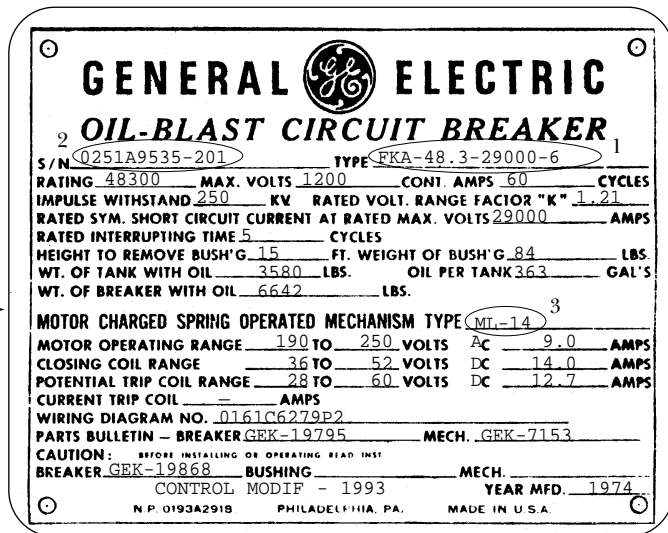 GENERAL GE ELECTRIC
OIL-BLAST CIRCUIT BREAKER
2 1
S/N 0251A9535-201 TYPE FKA-48.3-29000-6
RATING 48300 MAX. VOLTS 1200 CONT. AMPS 60 CYCLES
IMPULSE WITHSTAND 250 KV RATED VOLT. RANGE FACTOR "K" 1.21
RATED SYM. SHORT CIRCUIT CURRENT AT RATED MAX. VOLTS 29000 AMPS
RATED INTERRUPTING TIME 5 CYCLES
HEIGHT TO REMOVE BUSH'G 15 FT. WEIGHT OF BUSH'G 84 LBS.
WT. OF TANK WITH OIL 3580 LBS. OIL PER TANK 363 GAL'S
WT. OF BREAKER WITH OIL 6642 LBS.
3
MOTOR CHARGED SPRING OPERATED MECHANISM TYPE ML-14
MOTOR OPERATING RANGE 190 TO 250 VOLTS AC 9.0 AMPS
CLOSING COIL RANGE 36 TO 52 VOLTS DC 14.0 AMPS
POTENTIAL TRIP COIL RANGE 28 TO 60 VOLTS DC 12.7 AMPS
CURRENT TRIP COIL – AMPS
WIRING DIAGRAM NO. 0161C6279P2
PARTS BULLETIN – BREAKER GEK-19795 MECH. GEK-7153
CAUTION: BEFORE INSTALLING OR OPERATING READ INST
BREAKER GEK-19868 BUSHING MECH.
CONTROL MODIF - 1993 YEAR MFD. 1974
N.P. 0193A2918 PHILADELPHIA, PA. MADE IN U.S.A.